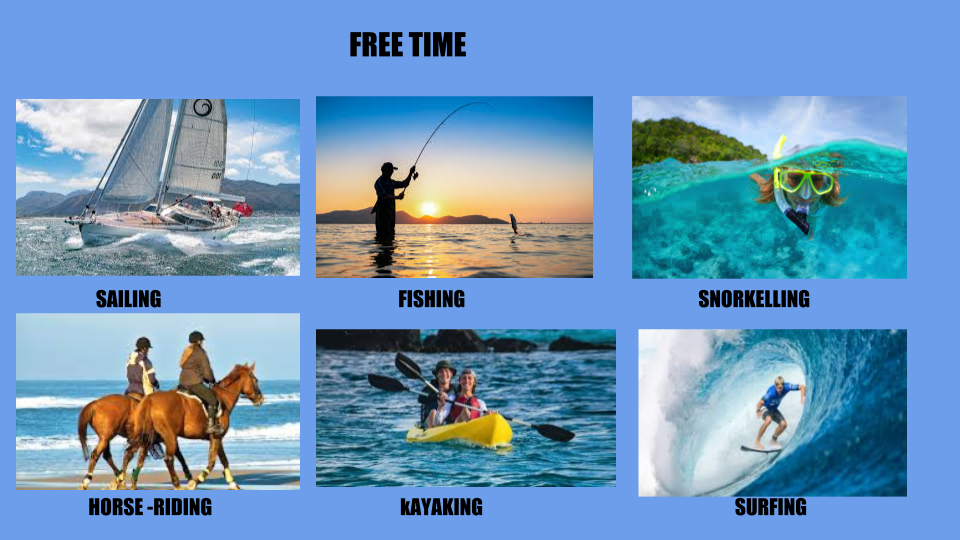 FREE TIME
SAILING
FISHING
SNORKELLING
HORSE -RIDING
kAYAKING
SURFING